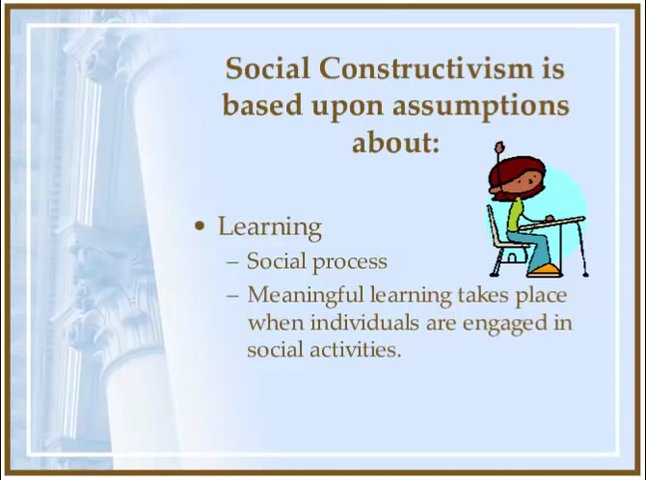 Social Constructivism is
based upon assumptions
about:
• Learning
– Social process
– Meaningful learning takes place
when individuals are engaged in
social activities.